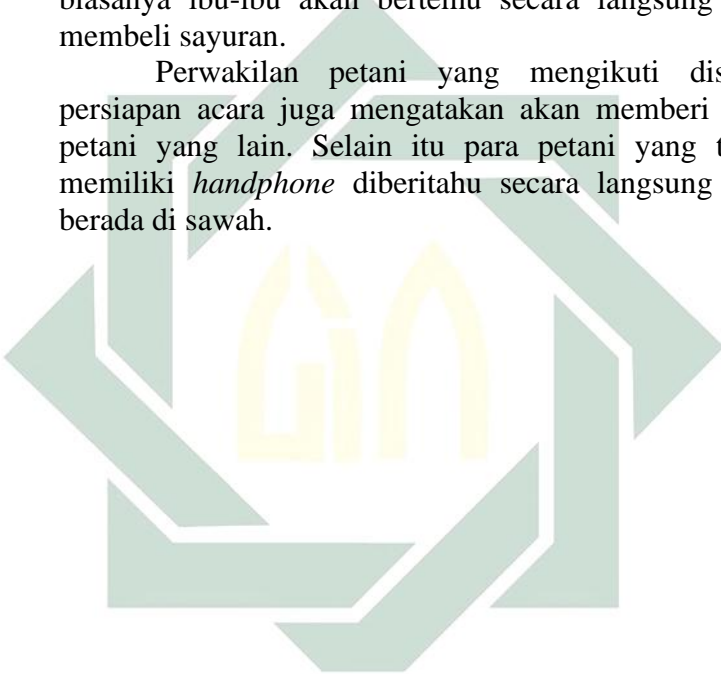 biasanya ibu-ibu akan bertemu secara langsung
membeli sayuran.
Perwakilan petani yang mengikuti
persiapan acara juga mengatakan akan memberi
petani yang lain. Selain itu para petani yang
memiliki handphone diberitahu secara langsung
berada di sawah.